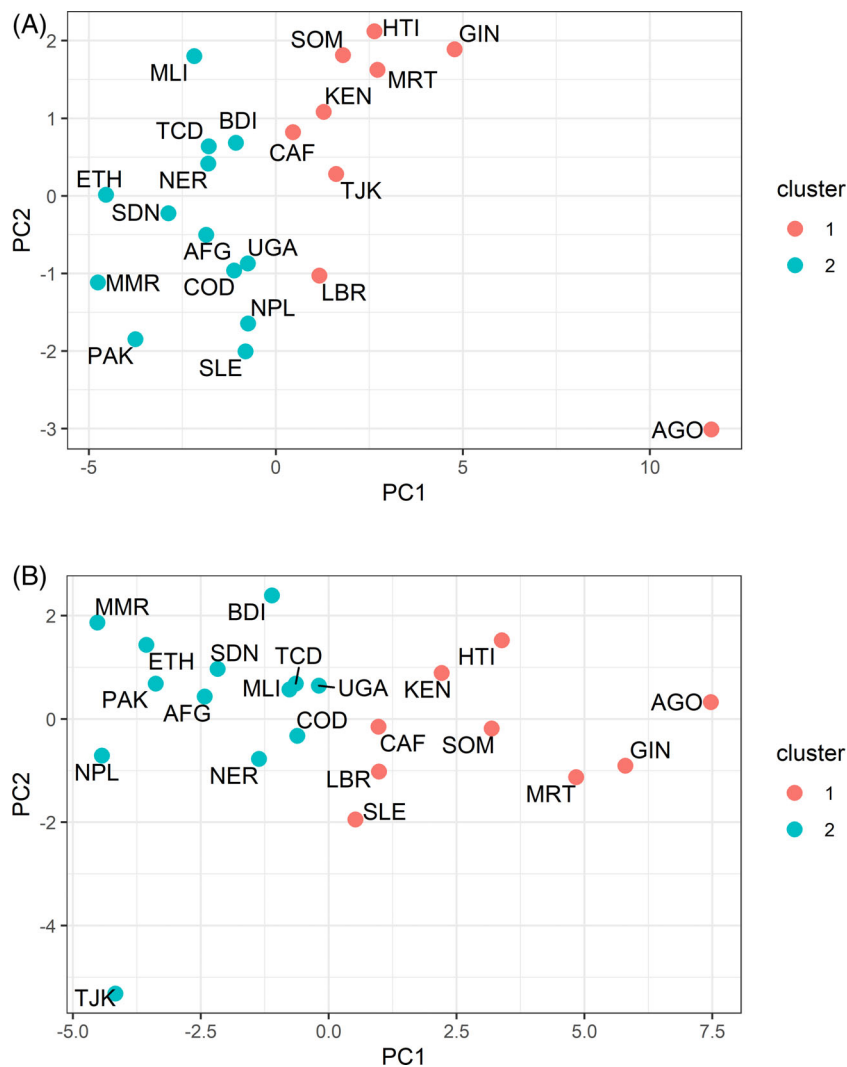 (A)
HTI
GIN
SOM
MLI
MRT
KEN
TCD
BDI
CAF
NER
ETH
TJK
SDN
AFG
UGA
COD
MMR
LBR
NPL
PAK
SLE
AGO
2
1
0
-1
-2
-3
PC2
-5
0
5
10
PC1
cluster
1
2
(B)
MMR
BDI
ETH
SDN
TCD
HTI
MLI
UGA
KEN
PAK
AFG
AGO
COD
CAF
SOM
NPL
NER
LBR
GIN
MRT
SLE
TJK
2
0
-2
-4
PC2
-5.0
-2.5
0.0
2.5
5.0
7.5
PC1
cluster
1
2